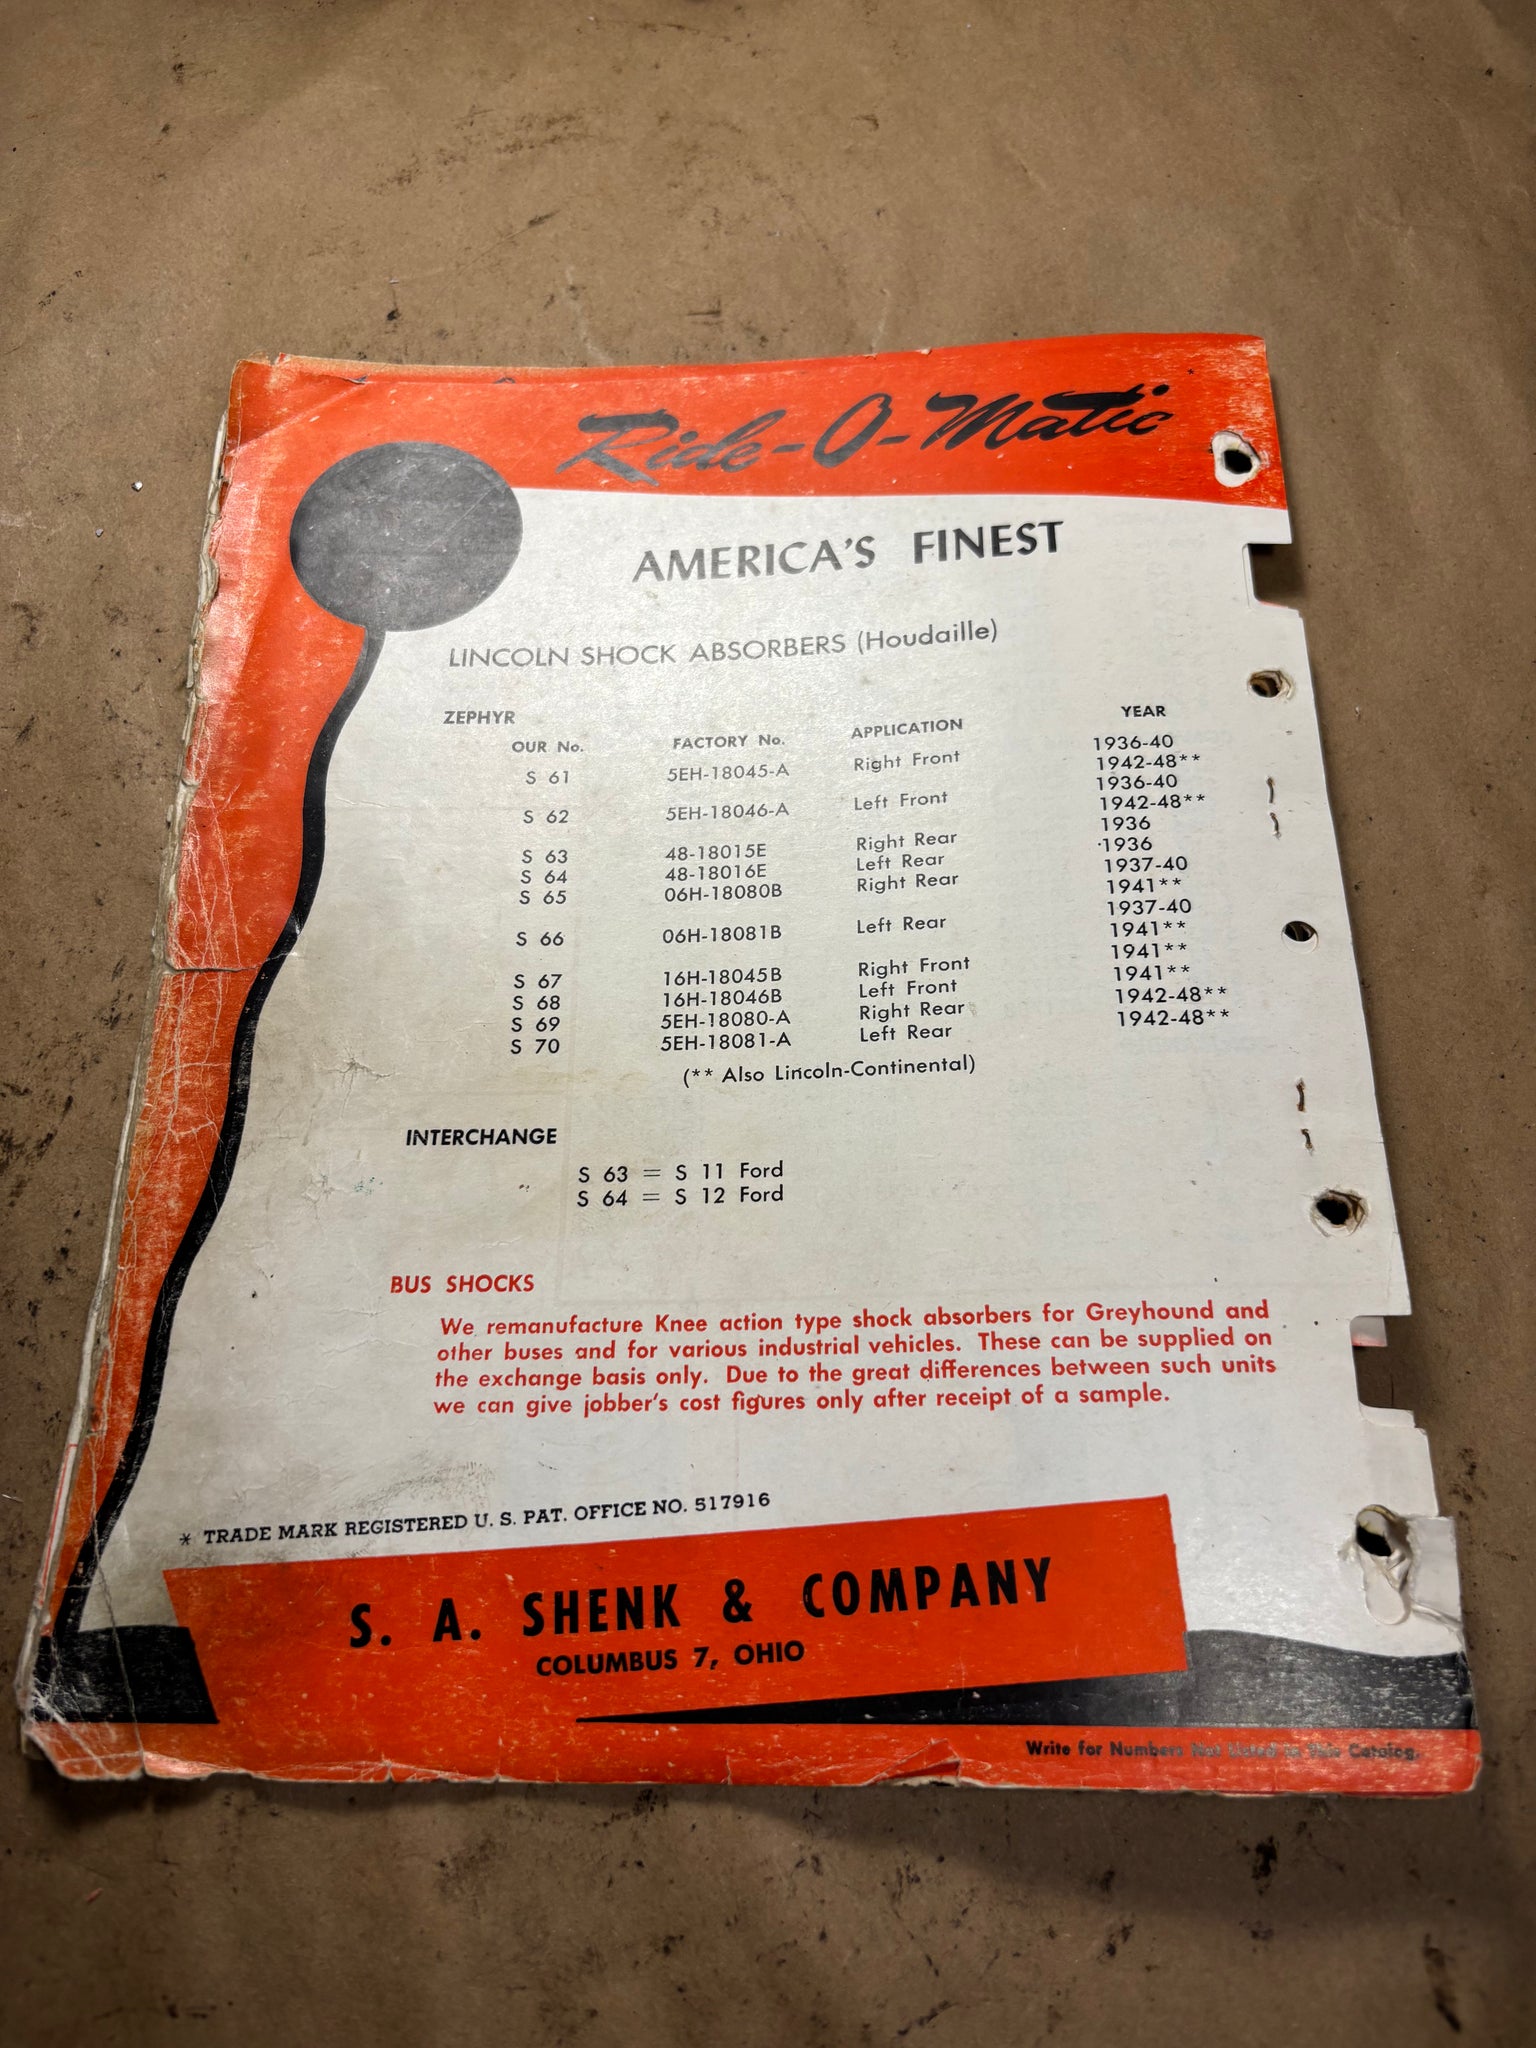 Ride-O-Matic *
AMERICA'S FINEST
LINCOLN SHOCK ABSORBERS (Houdaille)
ZEPHYR
OUR No. FACTORY No. APPLICATION YEAR
S 61 5EH-18045-A Right Front 1936-40
1942-48**
S 62 5EH-18046-A Left Front 1936-40
1942-48**
S 63 48-18015E Right Rear 1936
S 64 48-18016E Left Rear 1936
S 65 06H-18080B Right Rear 1937-40
1941**
S 66 06H-18081B Left Rear 1937-40
1941**
S 67 16H-18045B Right Front 1941**
S 68 16H-18046B Left Front 1941**
S 69 5EH-18080-A Right Rear 1942-48**
S 70 5EH-18081-A Left Rear 1942-48**
(** Also Lincoln-Continental)
INTERCHANGE
S 63 = S 11 Ford
S 64 = S 12 Ford
BUS SHOCKS
We remanufacture Knee action type shock absorbers for Greyhound and
other buses and for various industrial vehicles. These can be supplied on
the exchange basis only. Due to the great differences between such units
we can give jobber's cost figures only after receipt of a sample.
* TRADE MARK REGISTERED U. S. PAT. OFFICE NO. 517916
S. A. SHENK & COMPANY
COLUMBUS 7, OHIO
Write for Numbers Not Listed in This Catalog.